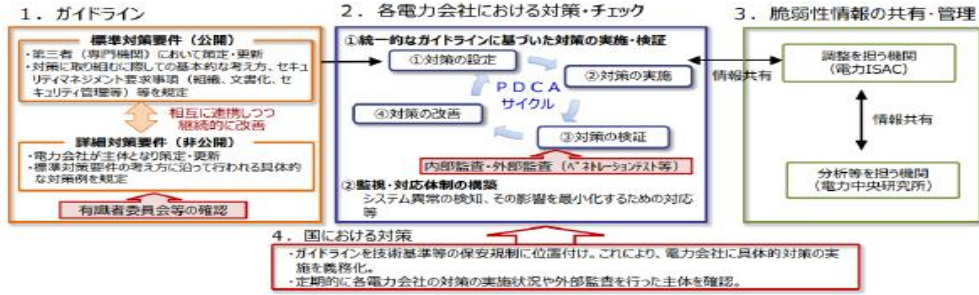 1．ガイドライン
標準対策要件（公開）
・第三者（専門機関）において策定・更新
・対策に取り組むに際しての基本的な考え方、セキュ
リティマネジメント要求事項（組織、文書化、セ
キュリティ管理等）等を規定
相互に連携しつつ
継続的に改善
詳細対策要件（非公開）
・電力会社が主体となり策定・更新
・標準対策要件の考え方に沿って行われる具体的
な対策例を規定
有識者委員会等の確認
2．各電力会社における対策・チェック
①統一的なガイドラインに基づいた対策の実施・検証
①対策の設定
②対策の実施
PDCA
サイクル
④対策の改善
③対策の検証
内部監査・外部監査（ペネトレーションテスト等）
②監視・対応体制の構築
システム異常の検知、その影響を最小化するための対応
等
情報共有
3．脆弱性情報の共有・管理
調整を担う機関
（電力ISAC）
情報共有
分析等を担う機関
（電力中央研究所）
4．国における対策
・ガイドラインを技術基準等の保安規制に位置付け。これにより、電力会社に具体的対策の実
施を義務化。
・定期的に各電力会社の対策の実施状況や外部監査を行った主体を確認。